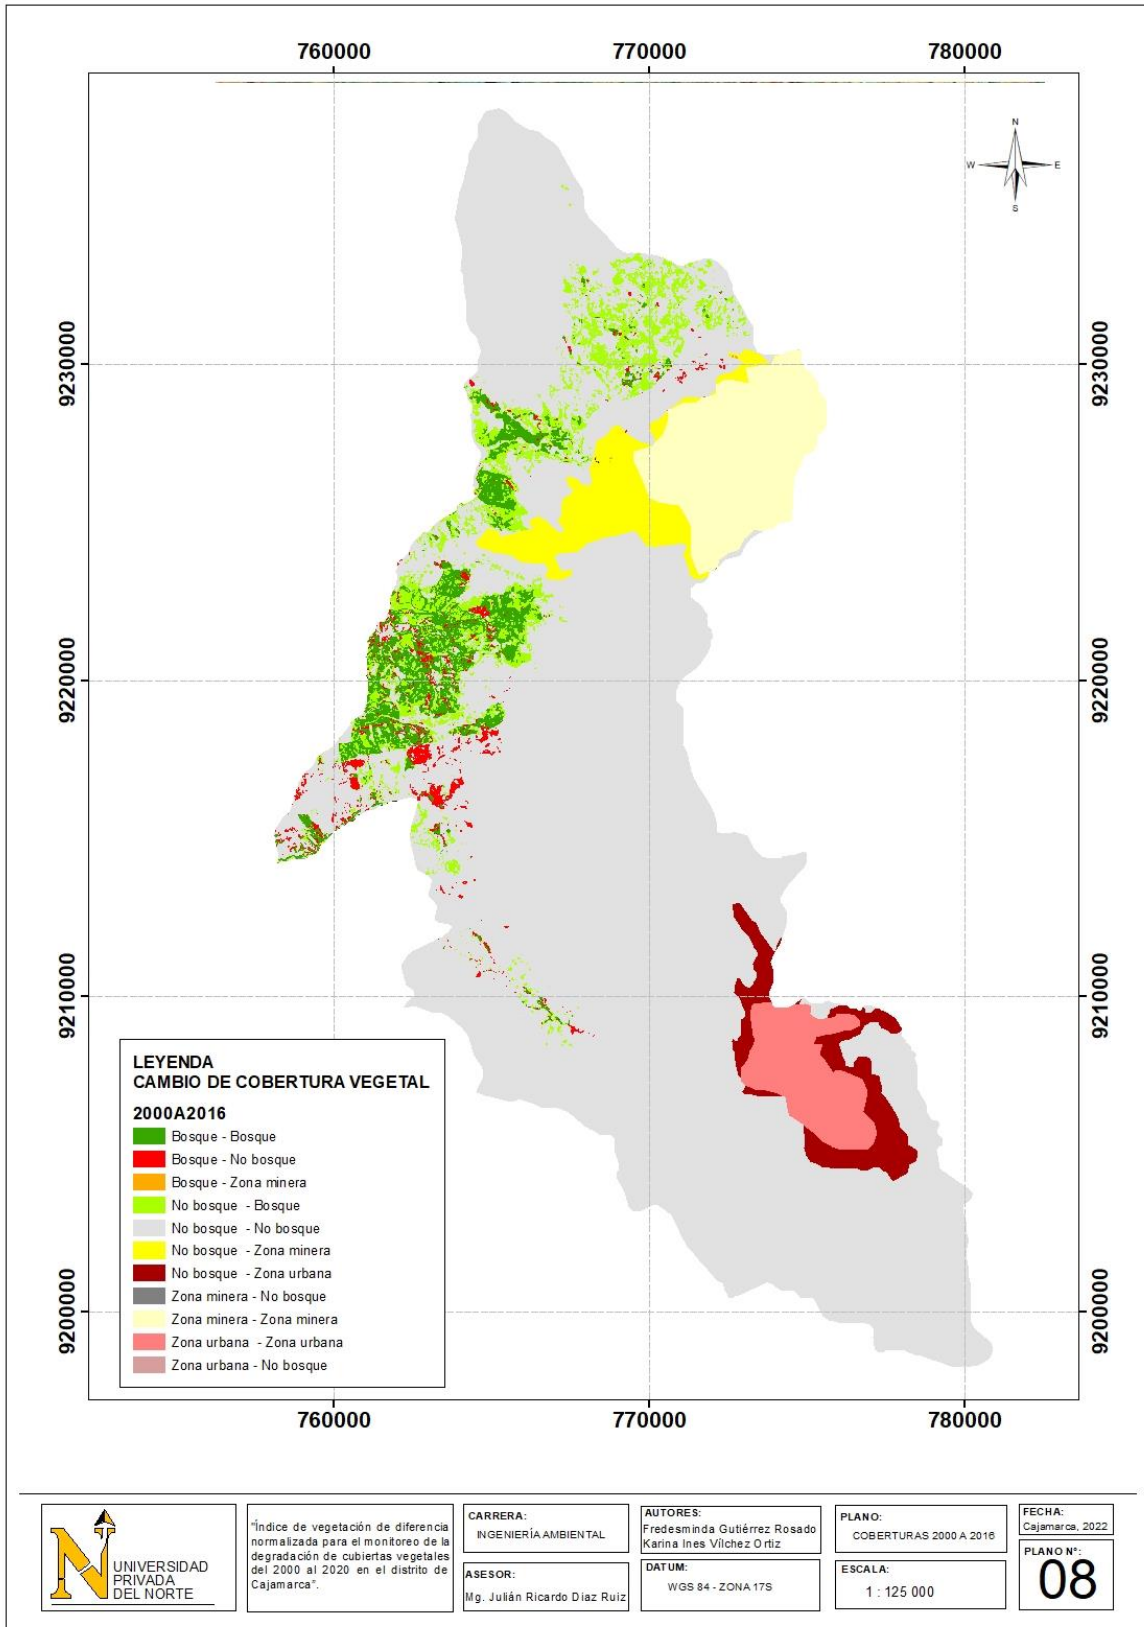 760000 770000 780000
N
W E
S
9230000 9230000
9220000 9220000
9210000 9210000
9200000 9200000
LEYENDA
CAMBIO DE COBERTURA VEGETAL
2000A2016
Bosque - Bosque
Bosque - No bosque
Bosque - Zona minera
No bosque - Bosque
No bosque - No bosque
No bosque - Zona minera
No bosque - Zona urbana
Zona minera - No bosque
Zona minera - Zona minera
Zona urbana - Zona urbana
Zona urbana - No bosque
760000 770000 780000
N
UNIVERSIDAD
PRIVADA
DEL NORTE
"Índice de vegetación de diferencia
normalizada para el monitoreo de la
degradación de cubiertas vegetales
del 2000 al 2020 en el distrito de
Cajamarca".
CARRERA:
INGENIERÍA AMBIENTAL
ASESOR:
Mg. Julián Ricardo Diaz Ruiz
AUTORES:
Fredesminda Gutiérrez Rosado
Karina Ines Vílchez Ortiz
DATUM:
WGS 84 - ZONA 17S
PLANO:
COBERTURAS 2000 A 2016
ESCALA:
1 : 125 000
FECHA:
Cajamarca, 2022
PLANO N°:
08